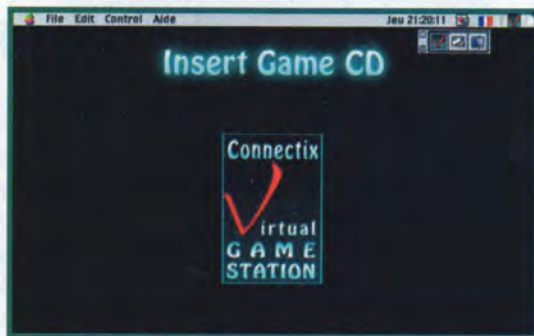 File Edit Control Aide Jeu 21:20:11
Insert Game CD
Connectix
Virtual
GAME
STATION